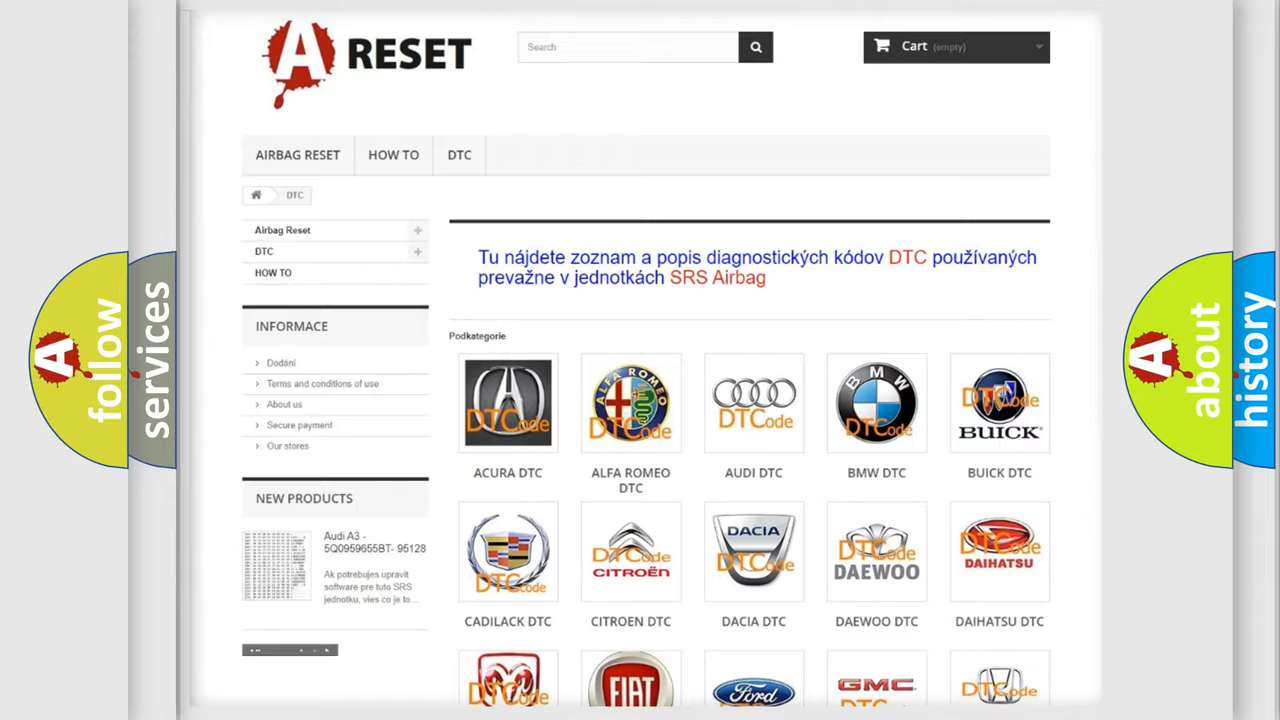 A RESET
Search
Cart (empty)
AIRBAG RESET
HOW TO
DTC
DTC
Airbag Reset
DTC
HOW TO
INFORMACE
Dodání
Terms and conditions of use
About us
Secure payment
Our stores
NEW PRODUCTS
Audi A3 -
5Q0959655BT- 95128
Ak potrebujes upravit
software pre tuto SRS
jednotku, vies co je to...
Tu nájdete zoznam a popis diagnostických kódov DTC používaných
prevažne v jednotkách SRS Airbag
Podkategorie
DTCode
ALFA ROMEO
DTCode
DTCode
BMW
DTCode
DTCode
BUICK
ACURA DTC
ALFA ROMEO
DTC
AUDI DTC
BMW DTC
BUICK DTC
DTCode
DTCode
CITROËN
DACIA
DTCode
DTCode
DAEWOO
DTCode
DAIHATSU
CADILACK DTC
CITROEN DTC
DACIA DTC
DAEWOO DTC
DAIHATSU DTC
DTCode
FIAT
Ford
GMC
DTCode
A follow
services
A about
history